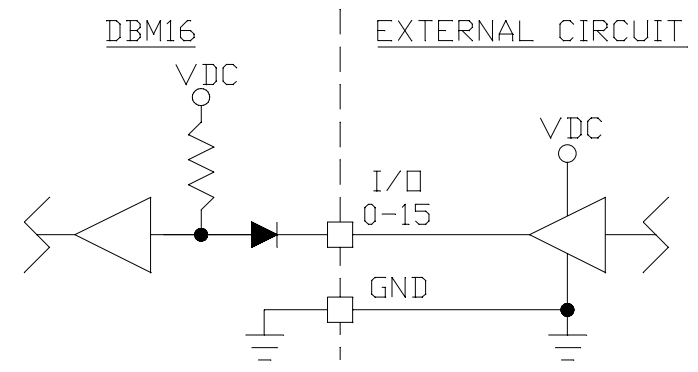 DBM16
EXTERNAL CIRCUIT
VDC
VDC
I/O
0-15
GND